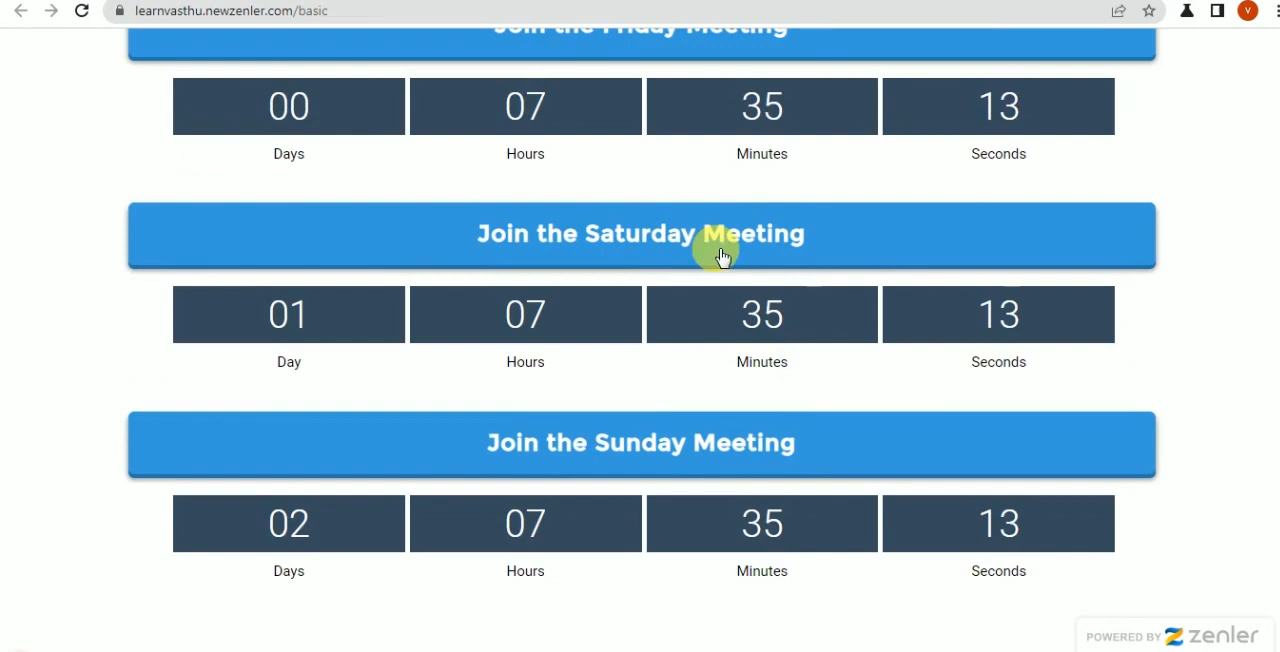 learnvasthu.newzenler.com/basic
V
Join the Friday Meeting
00 07 35 13
Days Hours Minutes Seconds
Join the Saturday Meeting
01 07 35 13
Day Hours Minutes Seconds
Join the Sunday Meeting
02 07 35 13
Days Hours Minutes Seconds
POWERED BY zenler